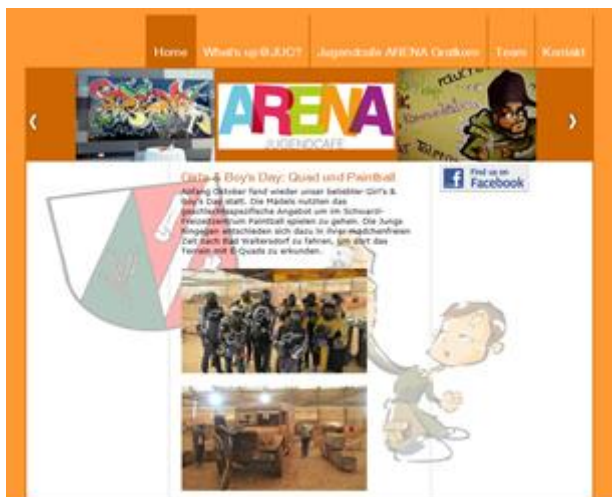 Home What's up @JUC? Jugendcafe ARENA Gratkorn Team Kontakt
ARENA
JUGENDCAFE
Kommunikation
Girl's & Boy's Day: Quad und Paintball
Anfang Oktober fand wieder unser beliebter Girl's &
Boy's Day statt. Die Mädels nutzten das
geschlechtsspezifische Angebot um im Schwarzl-
Freizeitzentrum Paintball spielen zu gehen. Die Jungs
hingegen entschieden sich dazu in ihrer mädchenfreien
Zeit nach Bad Waltersdorf zu fahren, um dort das
Terrain mit E-Quads zu erkunden.
Find us on
Facebook